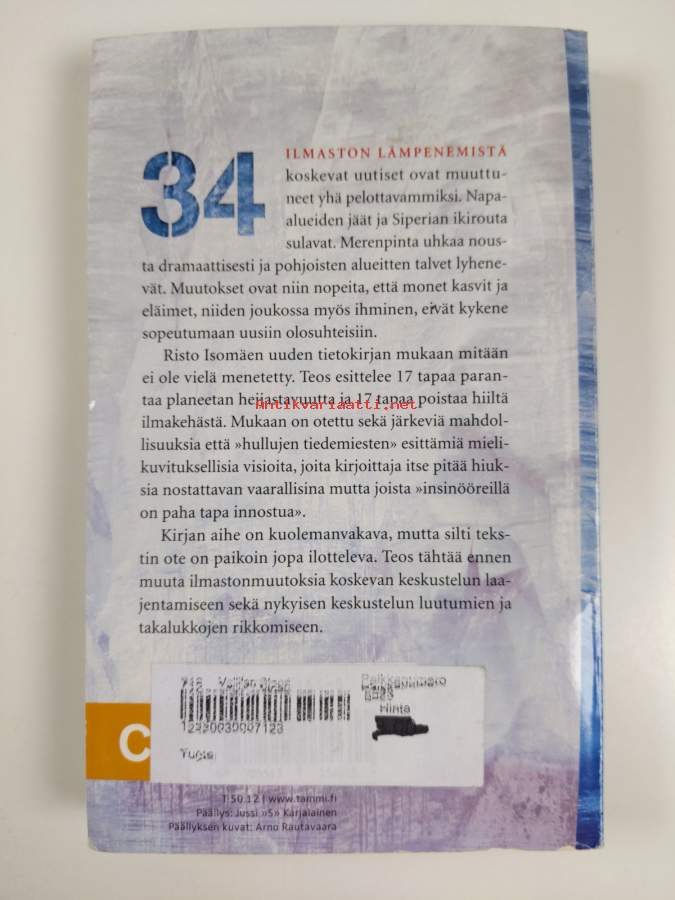 34
ILMASTON LÄMPENEMISTÄ
koskevat uutiset ovat muuttu-
neet yhä pelottavammiksi. Napa-
alueiden jäät ja Siperian ikirouta
sulavat. Merenpinta uhkaa nous-
ta dramaattisesti ja pohjoisten alueitten talvet lyhene-
vät. Muutokset ovat niin nopeita, että monet kasvit ja
eläimet, niiden joukossa myös ihminen, eivät kykene
sopeutumaan uusiin olosuhteisiin.
Risto Isomäen uuden tietokirjan mukaan mitään
ei ole vielä menetetty. Teos esittelee 17 tapaa paran-
taa planeetan heijastavuutta ja 17 tapaa poistaa hiiltä
Antikvariaatti.net
ilmakehästä. Mukaan on otettu sekä järkeviä mahdol-
lisuuksia että »hullujen tiedemiesten» esittämiä mieli-
kuvituksellisia visioita, joita kirjoittaja itse pitää hiuk-
sia nostattavan vaarallisina mutta joista »insinööreillä
on paha tapa innostua».
Kirjan aihe on kuolemanvakava, mutta silti teks-
tin ote on paikoin jopa ilotteleva. Teos tähtää ennen
muuta ilmastonmuutoksia koskevan keskustelun laa-
jentamiseen sekä nykyisen keskustelun luutumien ja
takalukkojen rikkomiseen.
Hinta
C
T 50.12 | www.tammi.fi
Päällys: Jussi »S» Karjalainen
Päällyksen kuvat: Arno Rautavaara